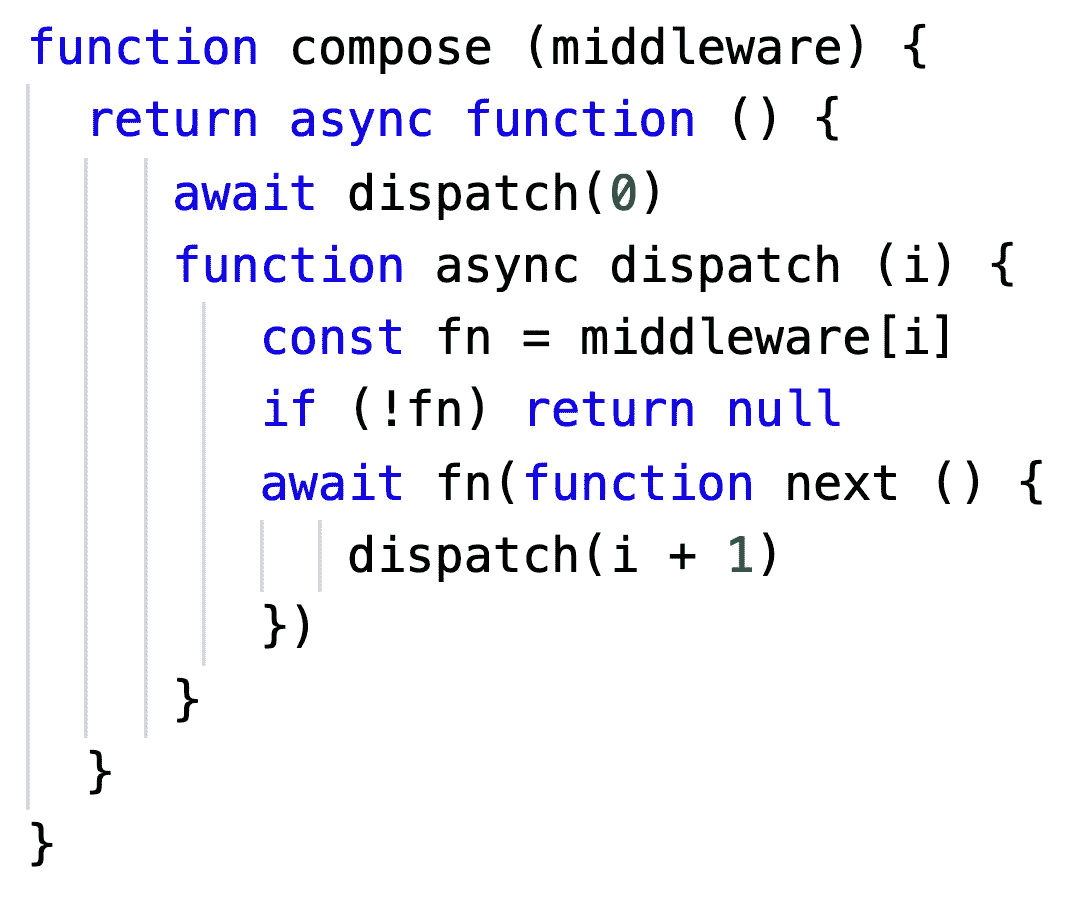 function compose (middleware) {
  return async function () {
     await dispatch(0)
     function async dispatch (i) {
        const fn = middleware[i]
        if (!fn) return null
        await fn(function next () {
           dispatch(i + 1)
        })
     }
  }
}